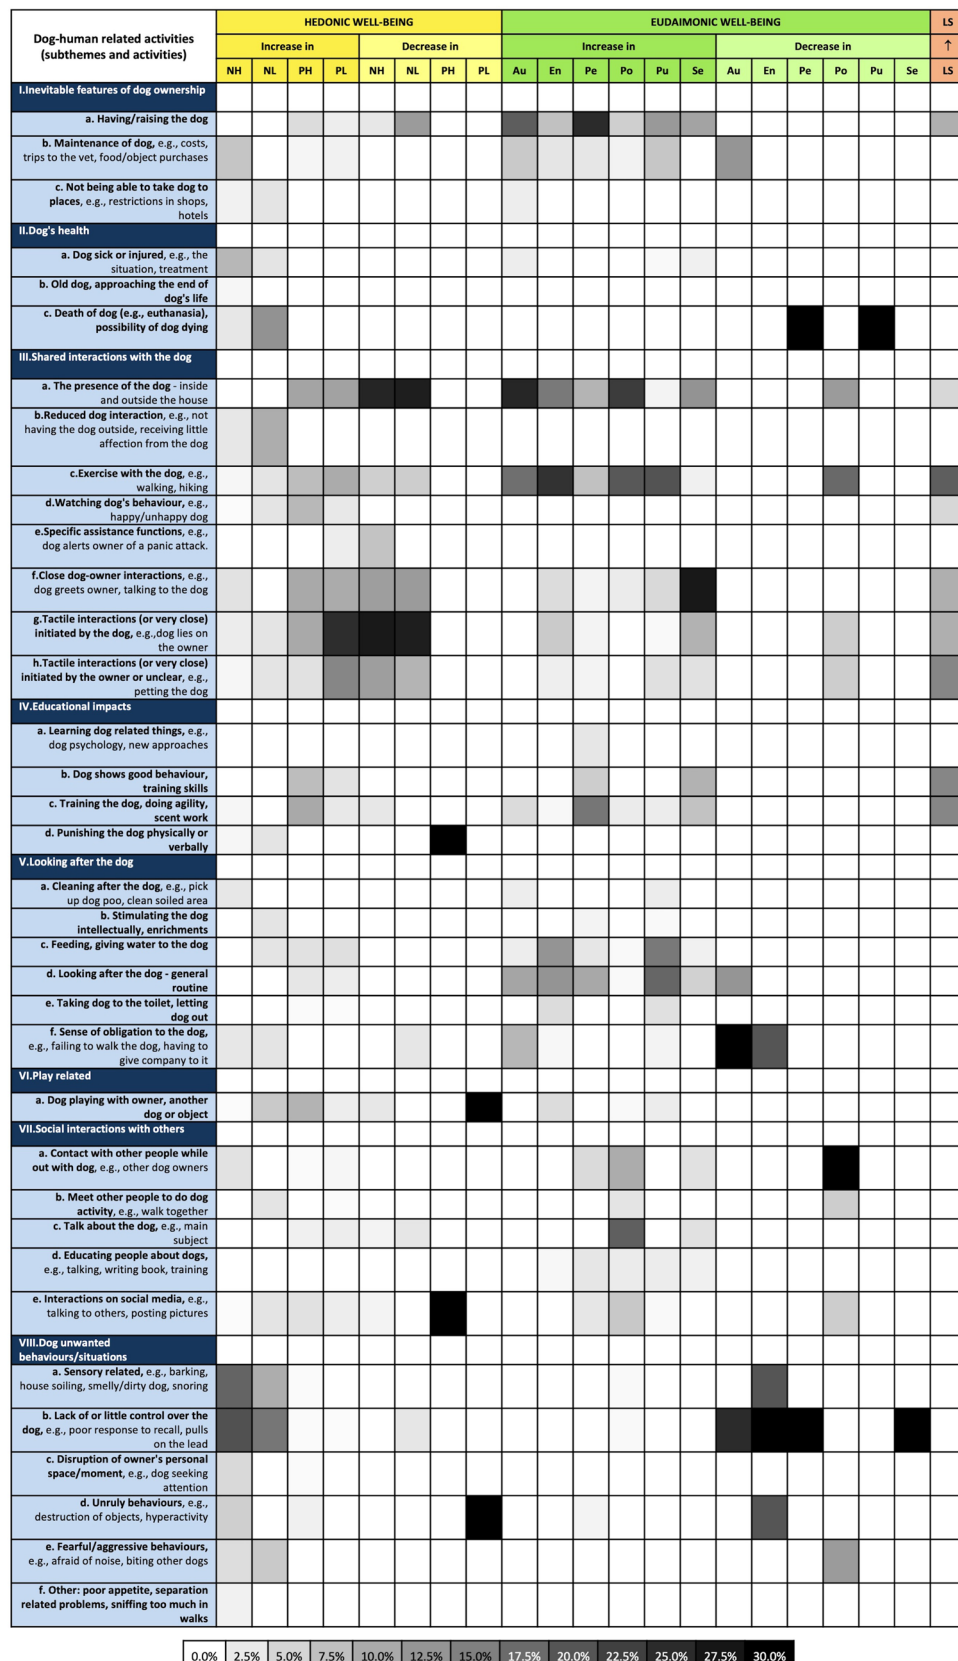 Dog-human related activities
(subthemes and activities)
HEDONIC WELL-BEING
EUDAIMONIC WELL-BEING
LS
Increase in
Decrease in
Increase in
Decrease in
↑
NH NL PH PL NH NL PH PL Au En Pe Po Pu Se Au En Pe Po Pu Se LS
I.Inevitable features of dog ownership
a. Having/raising the dog
b. Maintenance of dog, e.g., costs,
trips to the vet, food/object purchases
c. Not being able to take dog to
places, e.g., restrictions in shops,
hotels
II.Dog's health
a. Dog sick or injured, e.g., the
situation, treatment
b. Old dog, approaching the end of
dog's life
c. Death of dog (e.g., euthanasia),
possibility of dog dying
III.Shared interactions with the dog
a. The presence of the dog - inside
and outside the house
b.Reduced dog interaction, e.g., not
having the dog outside, receiving little
affection from the dog
c.Exercise with the dog, e.g.,
walking, hiking
d.Watching dog's behaviour, e.g.,
happy/unhappy dog
e.Specific assistance functions, e.g.,
dog alerts owner of a panic attack.
f.Close dog-owner interactions, e.g.,
dog greets owner, talking to the dog
g.Tactile interactions (or very close)
initiated by the dog, e.g.,dog lies on
the owner
h.Tactile interactions (or very close)
initiated by the owner or unclear, e.g.,
petting the dog
IV.Educational impacts
a. Learning dog related things, e.g.,
dog psychology, new approaches
b. Dog shows good behaviour,
training skills
c. Training the dog, doing agility,
scent work
d. Punishing the dog physically or
verbally
V.Looking after the dog
a. Cleaning after the dog, e.g., pick
up dog poo, clean soiled area
b. Stimulating the dog
intellectually, enrichments
c. Feeding, giving water to the dog
d. Looking after the dog - general
routine
e. Taking dog to the toilet, letting
dog out
f. Sense of obligation to the dog,
e.g., failing to walk the dog, having to
give company to it
VI.Play related
a. Dog playing with owner, another
dog or object
VII.Social interactions with others
a. Contact with other people while
out with dog, e.g., other dog owners
b. Meet other people to do dog
activity, e.g., walk together
c. Talk about the dog, e.g., main
subject
d. Educating people about dogs,
e.g., talking, writing book, training
e. Interactions on social media, e.g.,
talking to others, posting pictures
VIII.Dog unwanted
behaviours/situations
a. Sensory related, e.g., barking,
house soiling, smelly/dirty dog, snoring
b. Lack of or little control over the
dog, e.g., poor response to recall, pulls
on the lead
c. Disruption of owner's personal
space/moment, e.g., dog seeking
attention
d. Unruly behaviours, e.g.,
destruction of objects, hyperactivity
e. Fearful/aggressive behaviours,
e.g., afraid of noise, biting other dogs
f. Other: poor appetite, separation
related problems, sniffing too much in
walks
0.0% 2.5% 5.0% 7.5% 10.0% 12.5% 15.0% 17.5% 20.0% 22.5% 25.0% 27.5% 30.0%